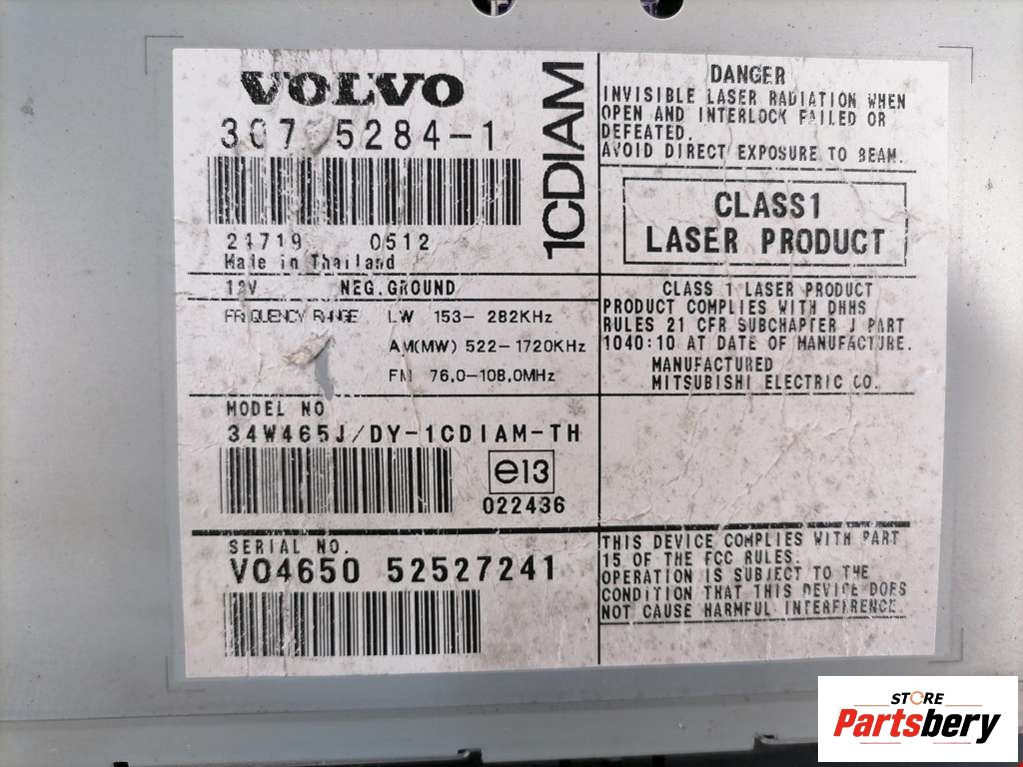 VOLVO
5284-1
21719 0512
Made in Thailand
12V NEG.GROUND
FREQUENCY RANGE LW 153- 282KHz
AM(MW) 522-1720KHz
FM 76.0-108.0MHz
MODEL NO
34W465J/DY-1CDIAM-TH
e13
022436
SERIAL NO.
V04650 52527241
1CDIAM
DANGER
INVISIBLE LASER RADIATION WHEN
OPEN AND INTERLOCK FAILED OR
DEFEATED.
AVOID DIRECT EXPOSURE TO BEAM.
CLASS1
LASER PRODUCT
CLASS 1 LASER PRODUCT
PRODUCT COMPLIES WITH DHHS
RULES 21 CFR SUBCHAPTER J PART
1040:10 AT DATE OF MANUFACTURE.
MANUFACTURED
MITSUBISHI ELECTRIC CO.
THIS DEVICE COMPLIES WITH PART
15 OF THE FCC RULES.
OPERATION IS SUBJECT TO THE
CONDITION THAT THIS DEVICE DOES
NOT CAUSE HARMFUL INTERFERENCE.
STORE
Partsbery